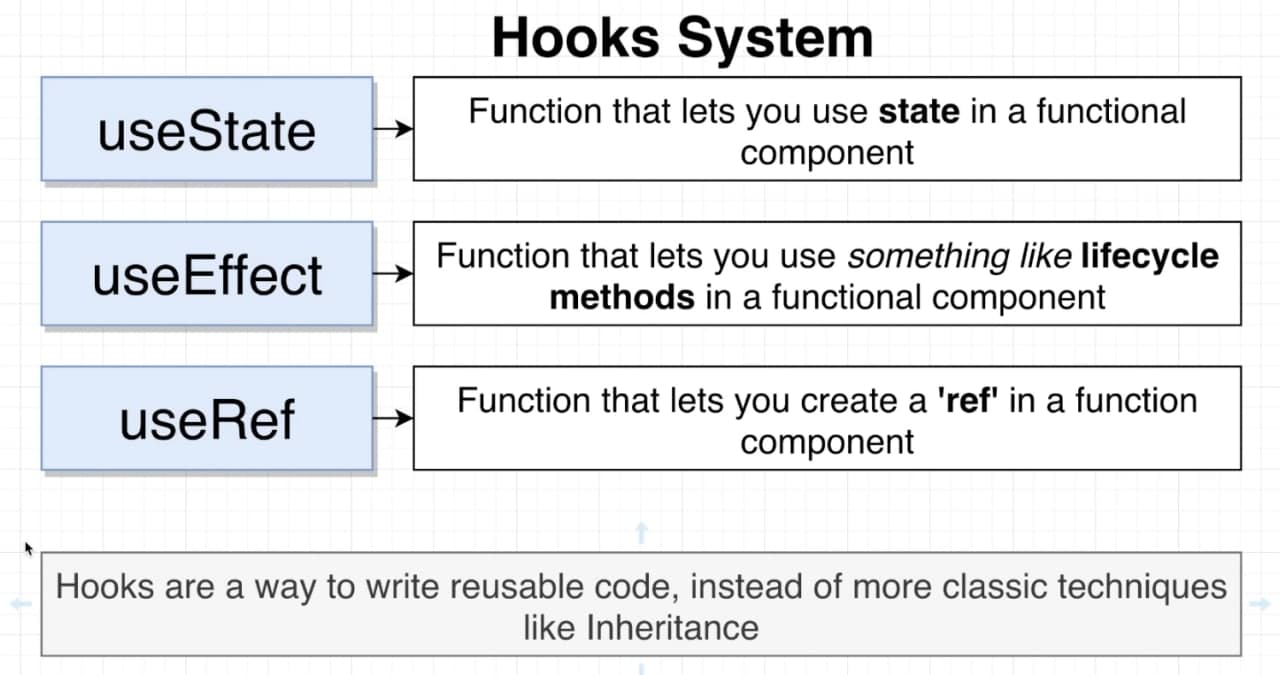 Hooks System
useState
Function that lets you use state in a functional
component
useEffect
Function that lets you use something like lifecycle
methods in a functional component
useRef
Function that lets you create a 'ref' in a function
component
Hooks are a way to write reusable code, instead of more classic techniques
like Inheritance